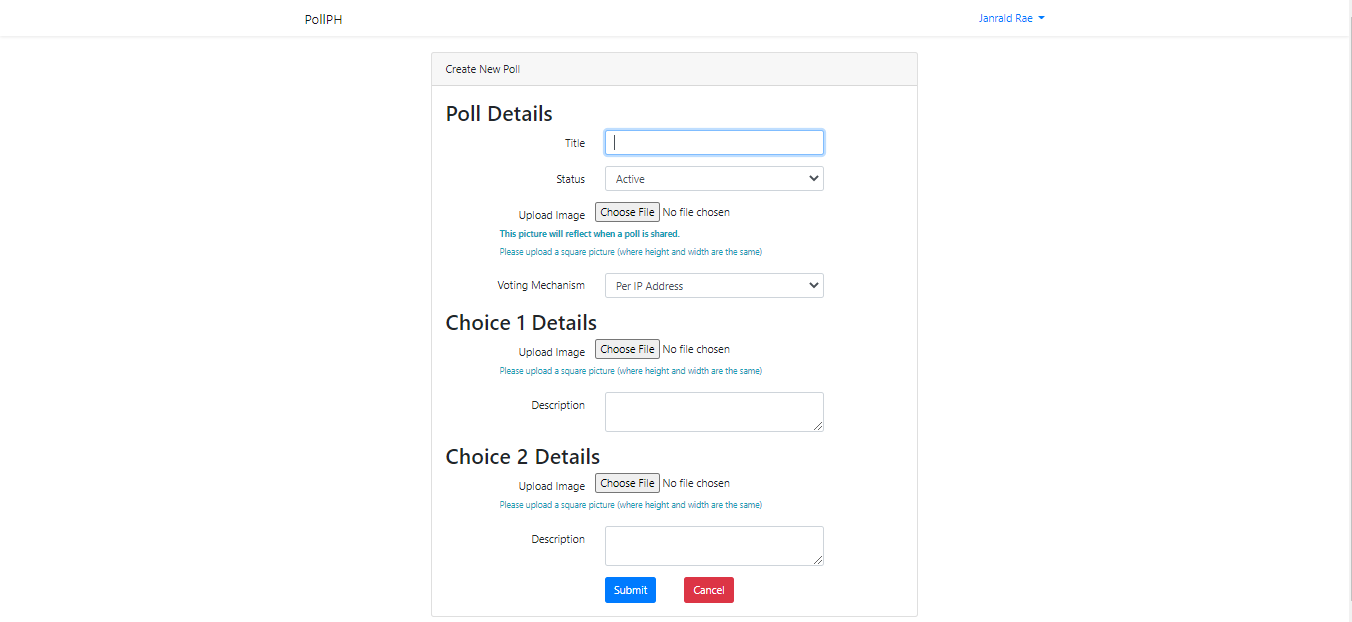 PollPH
Janrald Rae
Create New Poll
Poll Details
Title
Status Active
Upload Image Choose File No file chosen
This picture will reflect when a poll is shared.
Please upload a square picture (where height and width are the same)
Voting Mechanism Per IP Address
Choice 1 Details
Upload Image Choose File No file chosen
Please upload a square picture (where height and width are the same)
Description
Choice 2 Details
Upload Image Choose File No file chosen
Please upload a square picture (where height and width are the same)
Description
Submit Cancel